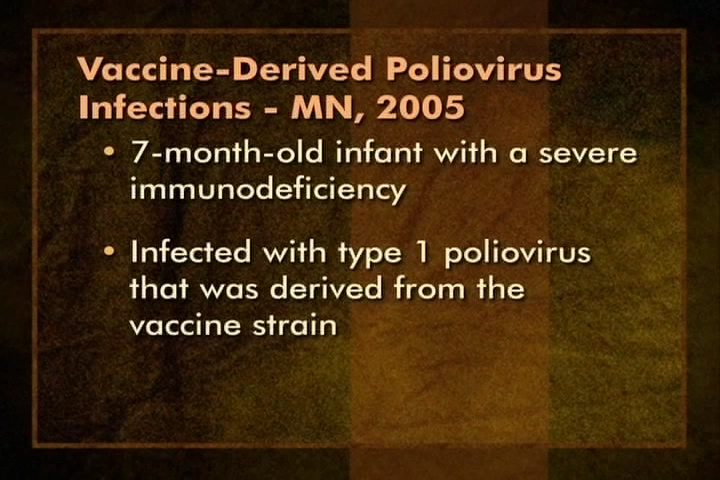 Vaccine-Derived Poliovirus
Infections - MN, 2005
• 7-month-old infant with a severe
immunodeficiency
• Infected with type 1 poliovirus
that was derived from the
vaccine strain